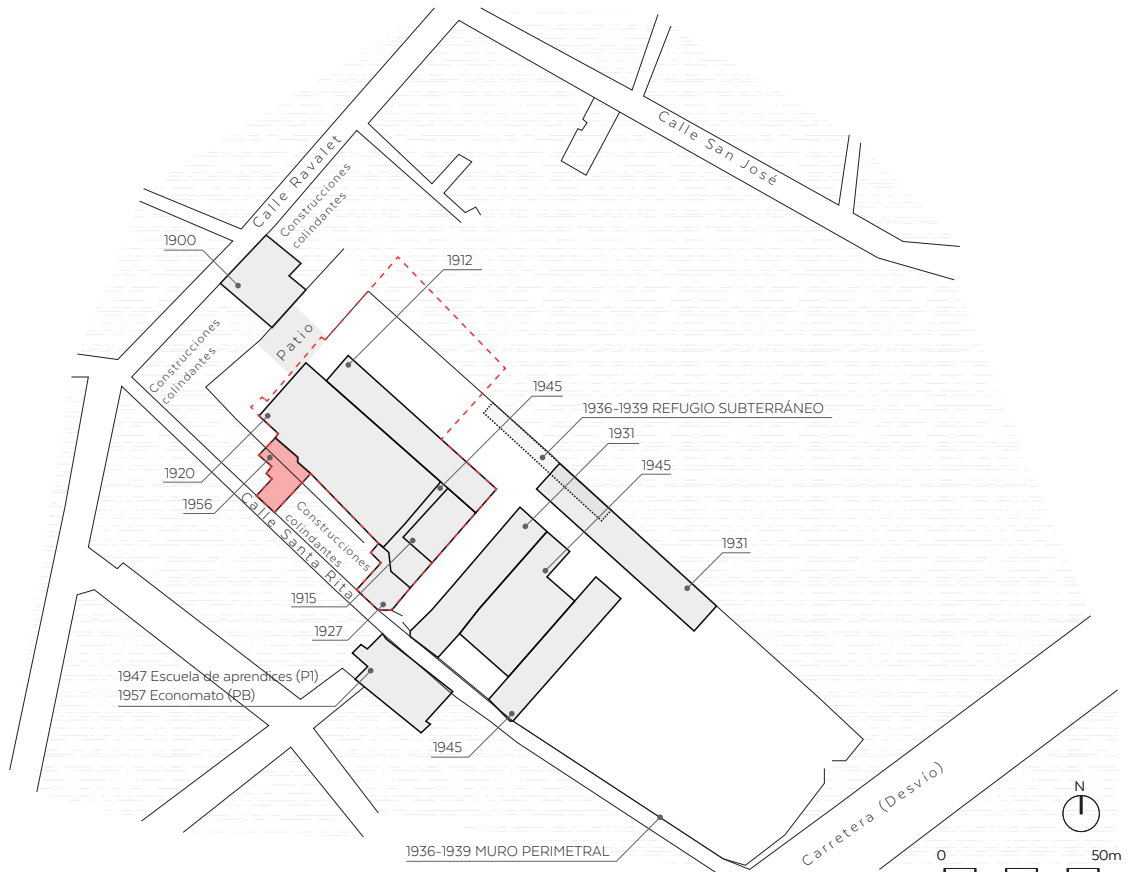 Calle San José
Calle Ravalet
Construcciones
colindantes
1900
1912
Patio
Construcciones
colindantes
1945
1936-1939 REFUGIO SUBTERRÁNEO
1931
1945
1920
1956
Calle Santa Rita
Construcciones
colindantes
1931
1915
1927
1947 Escuela de aprendices (P1)
1957 Economato (PB)
1945
Carretera (Desvío)
N
1936-1939 MURO PERIMETRAL
0 50m